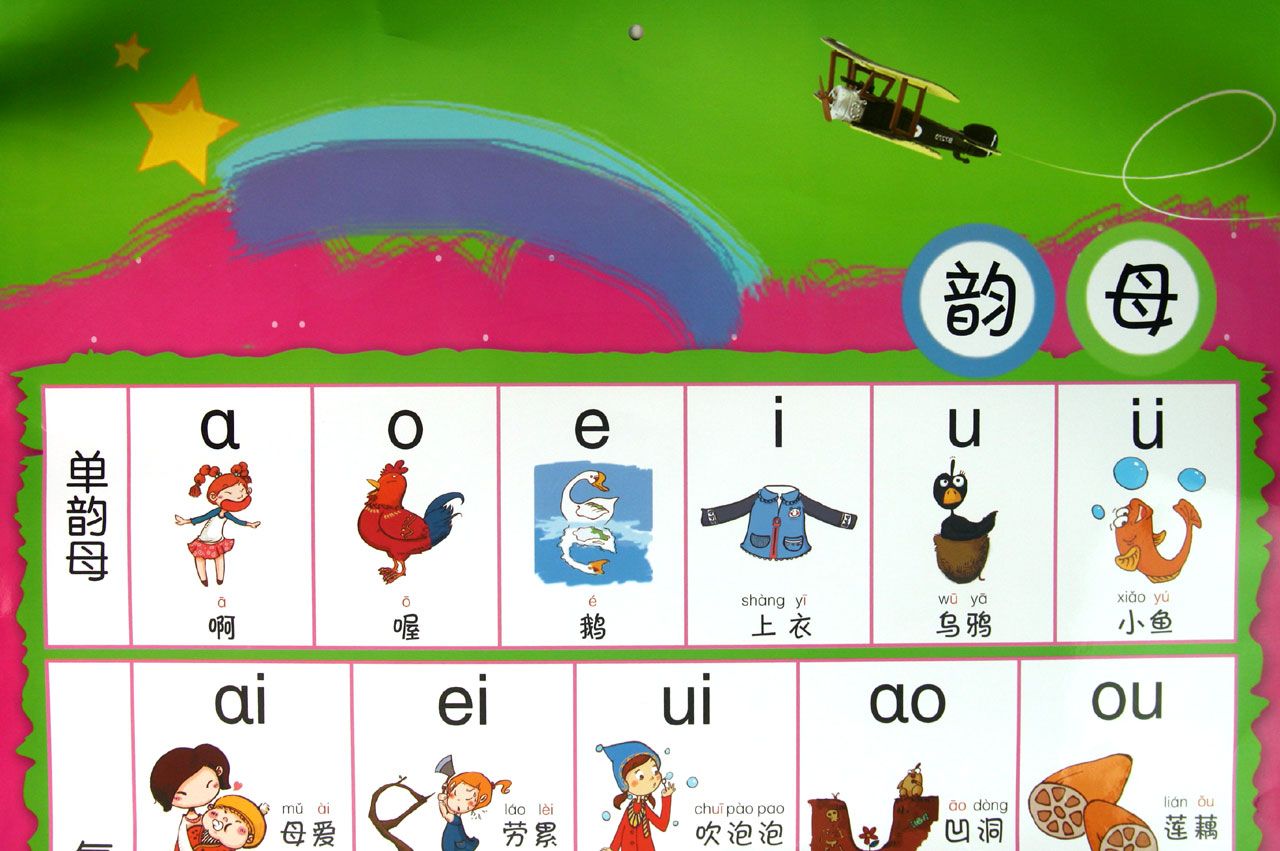 韵母
单韵母
ɑ o e i u ü
ā ō é shàng yī wū yā xiǎo yú
啊 喔 鹅 上衣 乌鸦 小鱼
ɑi ei ui ɑo ou
mǔ ài láo lèi chuī pào pao āo dòng lián ǒu
母爱 劳累 吹泡泡 凹洞 莲藕